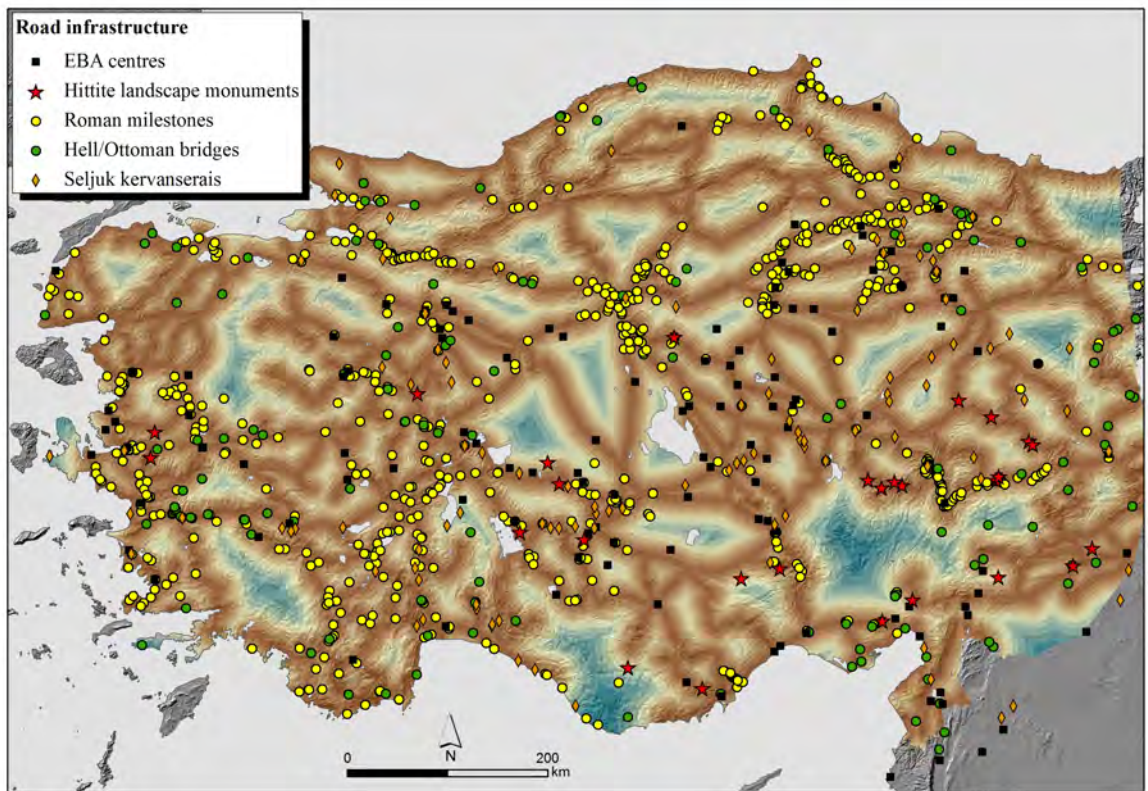 Road infrastructure
EBA centres
Hittite landscape monuments
Roman milestones
Hell/Ottoman bridges
Seljuk kervanserais
N
0 200
km